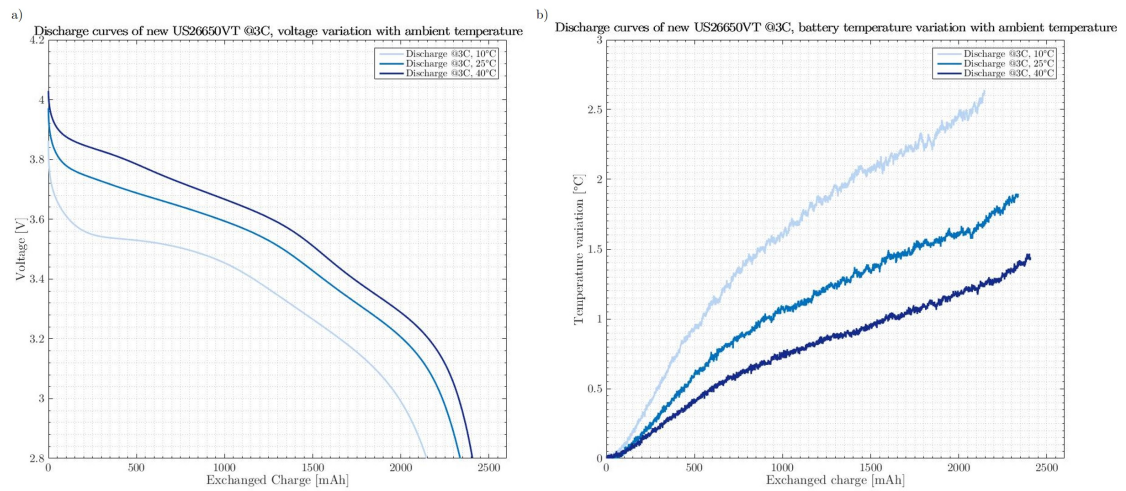 a)
Discharge curves of new US26650VT @3C, voltage variation with ambient temperature
4.2
4
3.8
3.6
3.4
3.2
3
2.8
Voltage [V]
Discharge @3C, 10°C
Discharge @3C, 25°C
Discharge @3C, 40°C
0 500 1000 1500 2000 2500
Exchanged Charge [mAh]
b)
Discharge curves of new US26650VT @3C, battery temperature variation with ambient temperature
3
2.5
2
1.5
1
0.5
0
Temperature variation [°C]
Discharge @3C, 10°C
Discharge @3C, 25°C
Discharge @3C, 40°C
0 500 1000 1500 2000 2500
Exchanged charge [mAh]